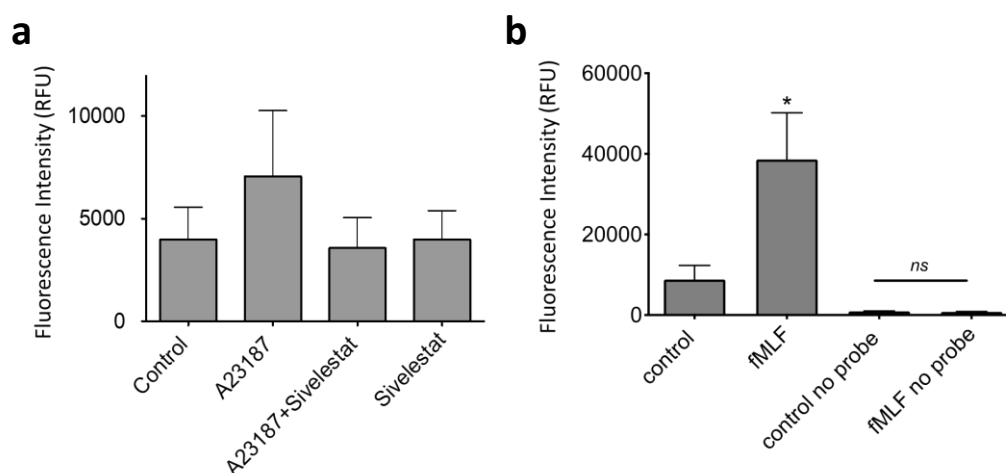 a
Fluorescence Intensity (RFU)
10000
5000
0
Control
A23187
A23187+Sivelestat
Sivelestat
b
Fluorescence Intensity (RFU)
60000
40000
20000
0
*
ns
control
fMLF
control no probe
fMLF no probe